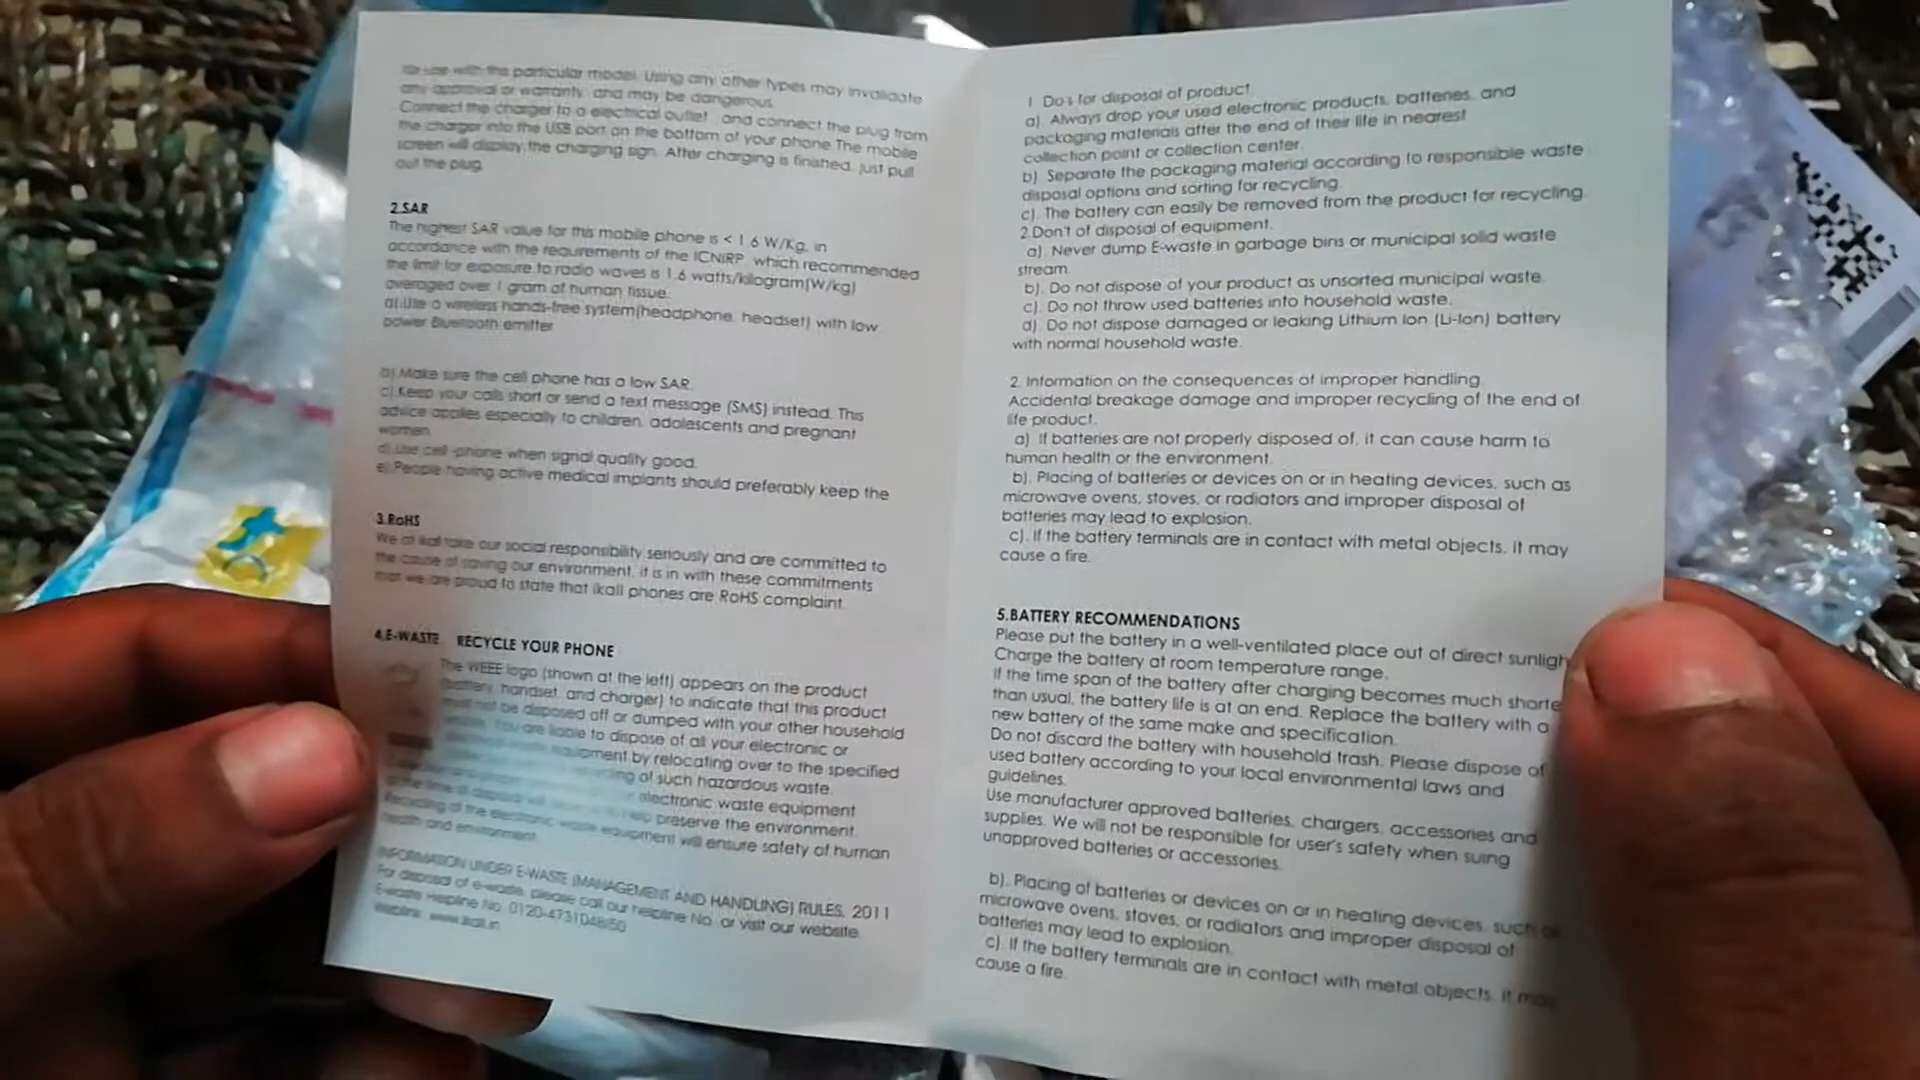 for use with this particular model. Using any other types may invalidate
any approval or warranty, and may be dangerous.
Connect the charger to a electrical outlet, and connect the plug from
the charger into the USB port on the bottom of your phone The mobile
screen will display the charging sign. After charging is finished, just pull
out the plug.
2.SAR
The highest SAR value for this mobile phone is < 1.6 W/Kg, in
accordance with the requirements of the ICNIRP, which recommended
the limit for exposure to radio waves is 1.6 watts/kilogram(W/kg)
averaged over 1 gram of human tissue.
a).Use a wireless hands-free system(headphone, headset) with low
power Bluetooth emitter
b).Make sure the cell phone has a low SAR.
c).Keep your calls short or send a text message (SMS) instead. This
advice applies especially to children, adolescents and pregnant
women
d).Use cell -phone when signal quality good.
e).People having active medical implants should preferably keep the
3.RoHS
We at ikall take our social responsibility seriously and are committed to
the cause of saving our environment, it is in with these commitments
that we are proud to state that ikall phones are RoHS complaint.
4.E-WASTE RECYCLE YOUR PHONE
The WEEE logo (shown at the left) appears on the product
(battery, handset, and charger) to indicate that this product
must not be disposed off or dumped with your other household
waste. You are liable to dispose of all your electronic or
equipment by relocating over to the specified
of such hazardous waste.
electronic waste equipment
at the time of disposal will help preserve the environment.
Recycling of the electronic waste equipment will ensure safety of human
health and environment.
INFORMATION UNDER E-WASTE (MANAGEMENT AND HANDLING) RULES, 2011
For disposal of e-waste, please call our helpline No. or visit our website.
E-waste Helpline No. 0120-4731048/50
Weblink: www.ikall.in
1 Do's for disposal of product.
a). Always drop your used electronic products, batteries, and
packaging materials after the end of their life in nearest
collection point or collection center.
b). Separate the packaging material according to responsible waste
disposal options and sorting for recycling.
c). The battery can easily be removed from the product for recycling.
2.Don't of disposal of equipment.
a). Never dump E-waste in garbage bins or municipal solid waste
stream.
b). Do not dispose of your product as unsorted municipal waste.
c). Do not throw used batteries into household waste.
d). Do not dispose damaged or leaking Lithium Ion (Li-Ion) battery
with normal household waste.
2. Information on the consequences of improper handling.
Accidental breakage damage and improper recycling of the end of
life product.
a). If batteries are not properly disposed of, it can cause harm to
human health or the environment.
b). Placing of batteries or devices on or in heating devices, such as
microwave ovens, stoves, or radiators and improper disposal of
batteries may lead to explosion.
c). If the battery terminals are in contact with metal objects, it may
cause a fire.
5.BATTERY RECOMMENDATIONS
Please put the battery in a well-ventilated place out of direct sunligh
Charge the battery at room temperature range.
If the time span of the battery after charging becomes much shorte
than usual, the battery life is at an end. Replace the battery with a
new battery of the same make and specification.
Do not discard the battery with household trash. Please dispose of
used battery according to your local environmental laws and
guidelines.
Use manufacturer approved batteries, chargers, accessories and
supplies. We will not be responsible for user's safety when suing
unapproved batteries or accessories.
b). Placing of batteries or devices on or in heating devices, such as
microwave ovens, stoves, or radiators and improper disposal of
batteries may lead to explosion.
c). If the battery terminals are in contact with metal objects, it may
cause a fire.